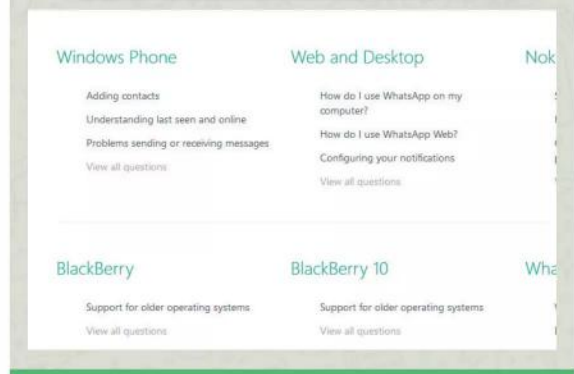 Windows Phone
Adding contacts
Understanding last seen and online
Problems sending or receiving messages
View all questions
Web and Desktop
How do I use WhatsApp on my
computer?
How do I use WhatsApp Web?
Configuring your notifications
View all questions
Nok
BlackBerry
Support for older operating systems
View all questions
BlackBerry 10
Support for older operating systems
View all questions
Wha